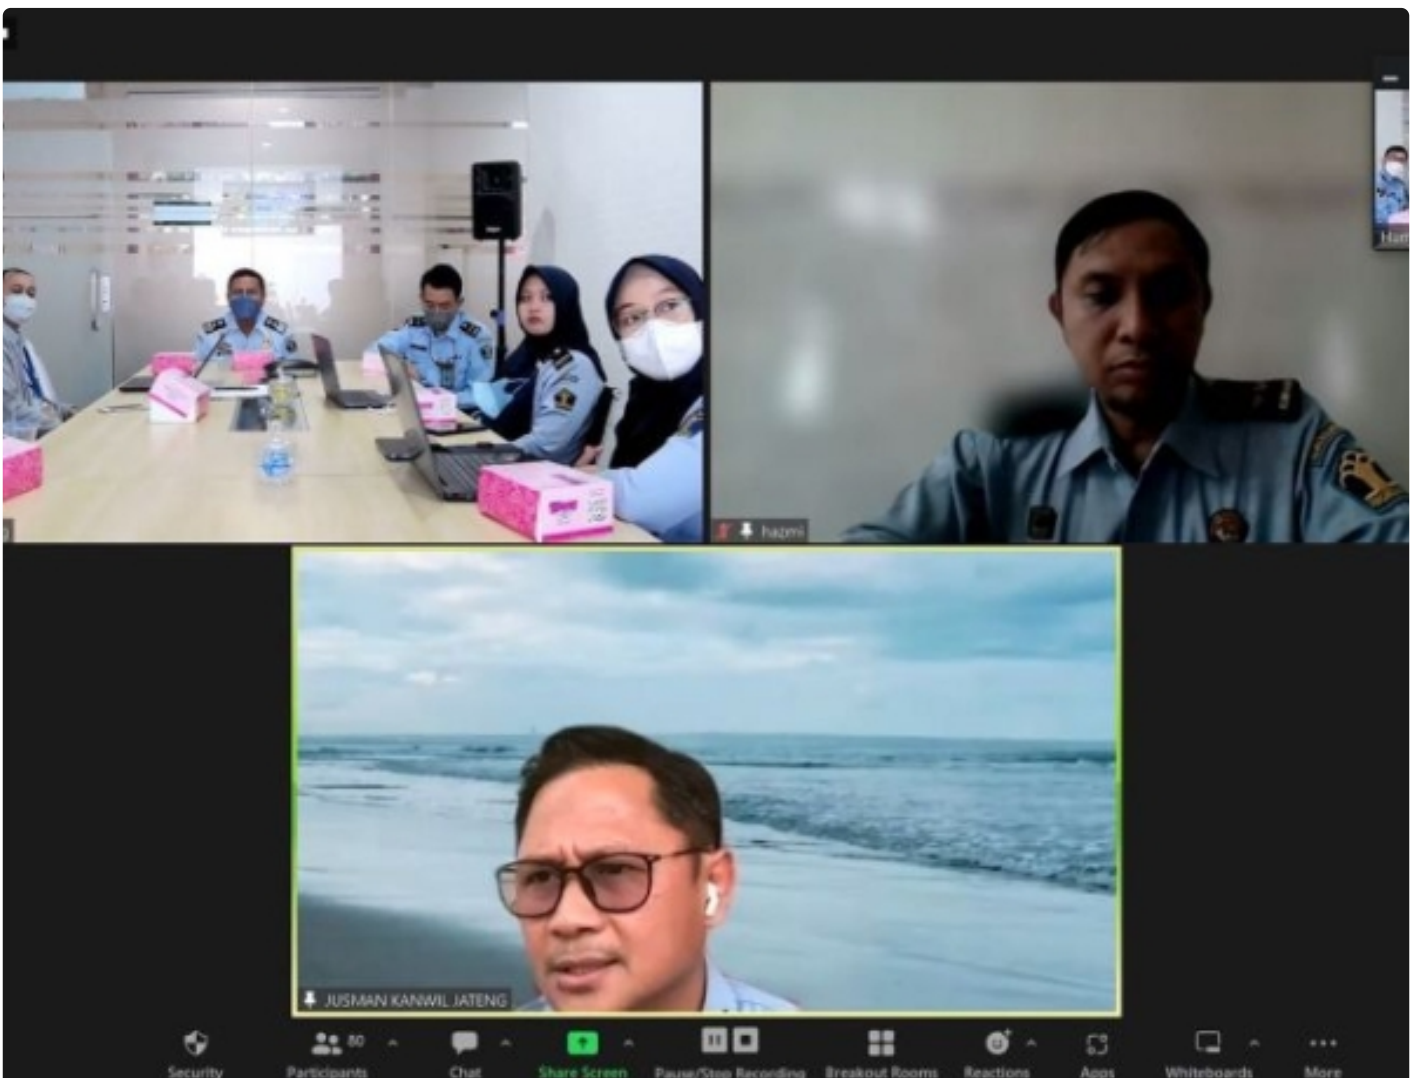 Ham
hazmi
JUSMAN KANWIL JATENG
80
Security
Participants
Chat
Share Screen
Pause/Stop Recording
Breakout Rooms
Reactions
Apps
Whiteboards
More